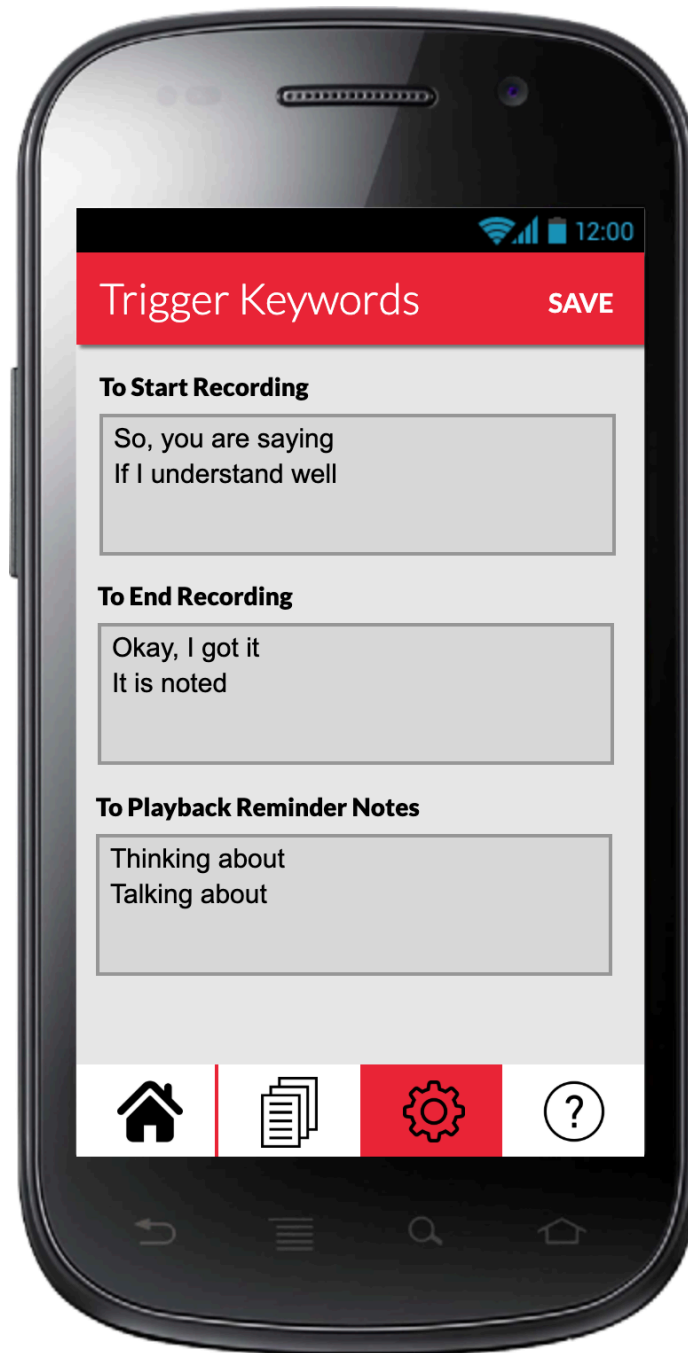 12:00
Trigger Keywords SAVE
To Start Recording
So, you are saying
If I understand well
To End Recording
Okay, I got it
It is noted
To Playback Reminder Notes
Thinking about
Talking about
?